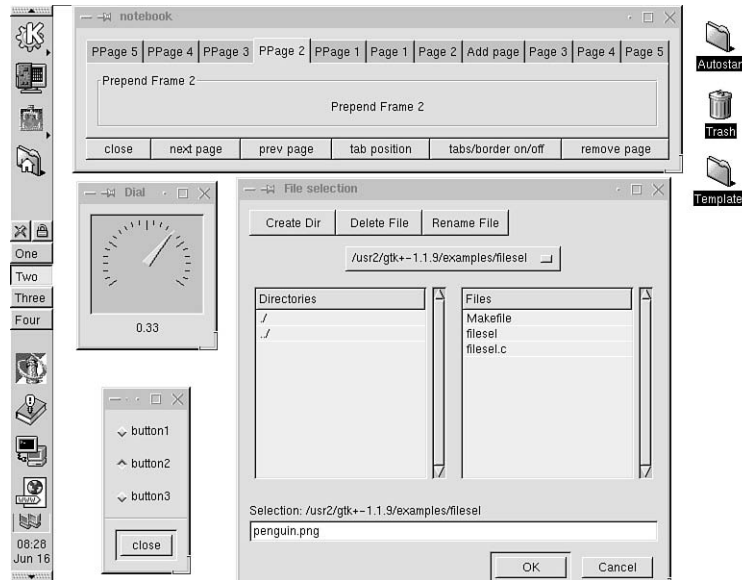 notebook
PPage 5 PPage 4 PPage 3 PPage 2 PPage 1 Page 1 Page 2 Add page Page 3 Page 4 Page 5
Prepend Frame 2
Prepend Frame 2
close next page prev page tab position tabs/border on/off remove page
Autostar
Trash
Template
Dial
0.33
File selection
Create Dir Delete File Rename File
/usr2/gtk+-1.1.9/examples/filesel
Directories
./
../
Files
Makefile
filesel
filesel.c
Selection: /usr2/gtk+-1.1.9/examples/filesel
penguin.png
OK Cancel
button1
button2
button3
close
One
Two
Three
Four
WWW
08:28
Jun 16